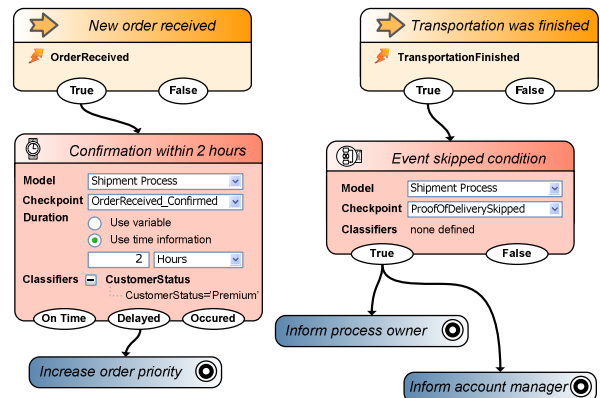 New order received
OrderReceived
True
False
Confirmation within 2 hours
Model
Shipment Process
Checkpoint
OrderReceived_Confirmed
Duration
Use variable
Use time information
2
Hours
Classifiers
CustomerStatus
CustomerStatus='Premium'
On Time
Delayed
Occured
Increase order priority
Transportation was finished
TransportationFinished
True
False
Event skipped condition
Model
Shipment Process
Checkpoint
ProofOfDeliverySkipped
Classifiers
none defined
True
False
Inform process owner
Inform account manager